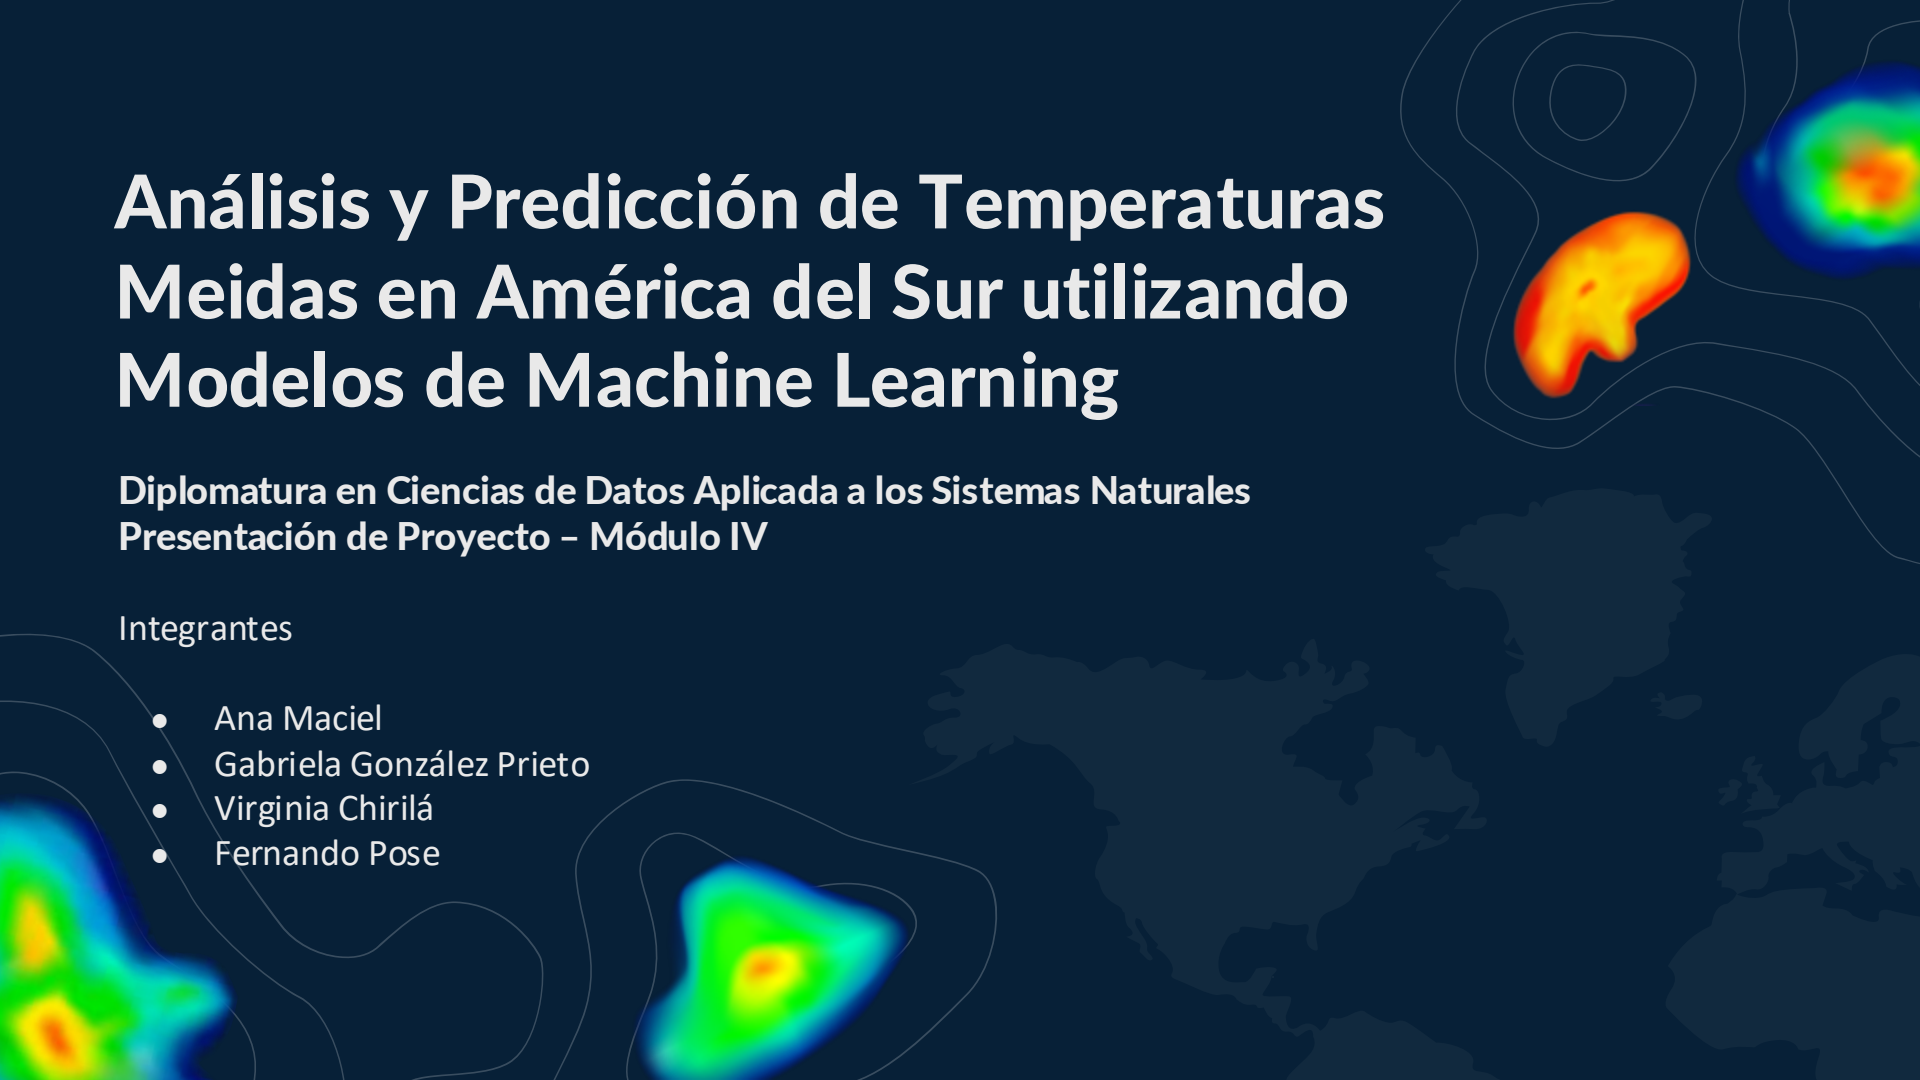 Análisis y Predicción de Temperaturas
Meidas en América del Sur utilizando
Modelos de Machine Learning
Diplomatura en Ciencias de Datos Aplicada a los Sistemas Naturales
Presentación de Proyecto – Módulo IV
Integrantes
● Ana Maciel
● Gabriela González Prieto
● Virginia Chirilá
● Fernando Pose